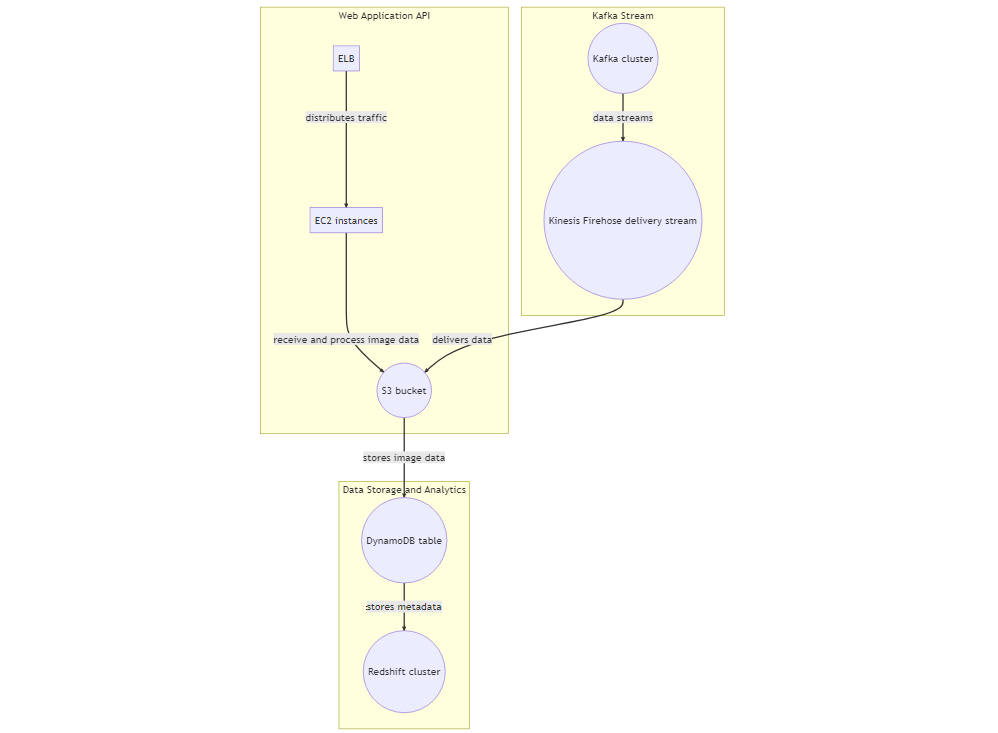 Web Application API
ELB
distributes traffic
EC2 instances
receive and process image data
S3 bucket
Kafka Stream
Kafka cluster
data streams
Kinesis Firehose delivery stream
delivers data
stores image data
Data Storage and Analytics
DynamoDB table
stores metadata
Redshift cluster